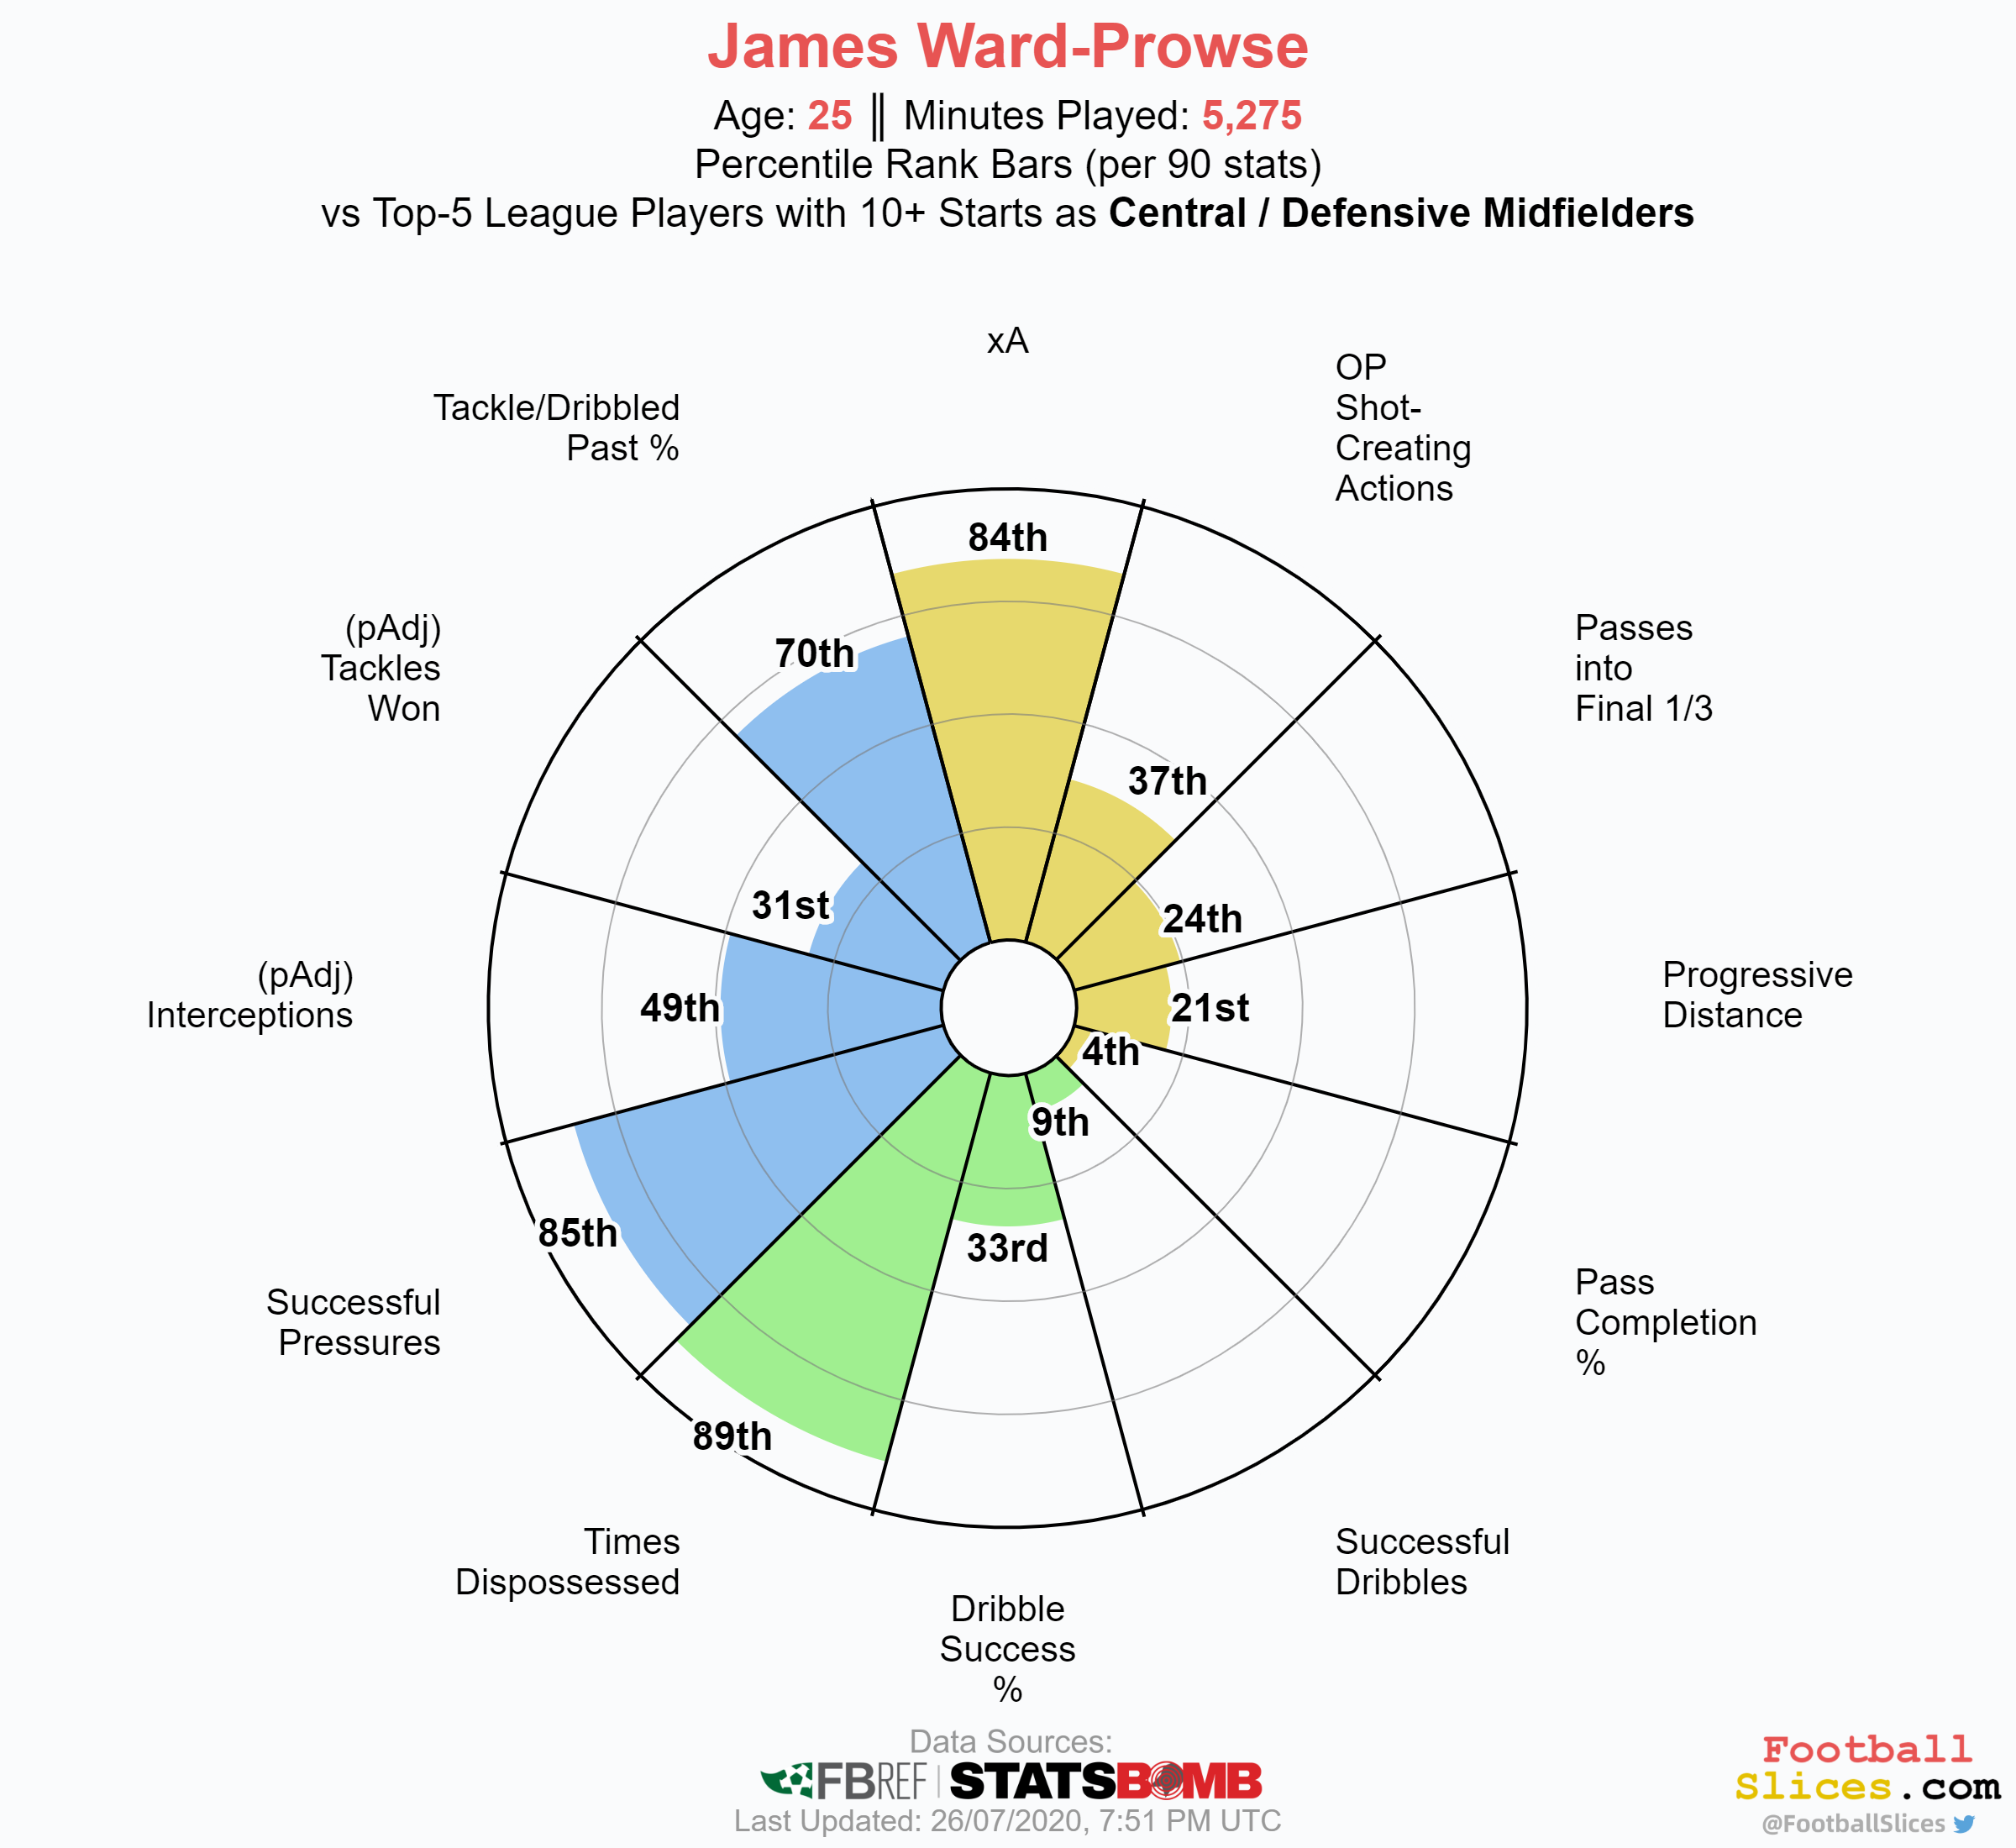 James Ward-Prowse
Age: 25 ║ Minutes Played: 5,275
Percentile Rank Bars (per 90 stats)
vs Top-5 League Players with 10+ Starts as Central / Defensive Midfielders
xA
OP
Shot-
Creating
Actions
Tackle/Dribbled
Past %
84th
(pAdj)
Tackles
Won
70th
Passes
into
Final 1/3
37th
31st
24th
(pAdj)
Interceptions
49th
21st
Progressive
Distance
4th
9th
85th
33rd
Successful
Pressures
Pass
Completion
%
89th
Times
Dispossessed
Successful
Dribbles
Dribble
Success
%
Data Sources:
FBREF | STATSBOMB
Last Updated: 26/07/2020, 7:51 PM UTC
Football
Slices.com
@FootballSlices